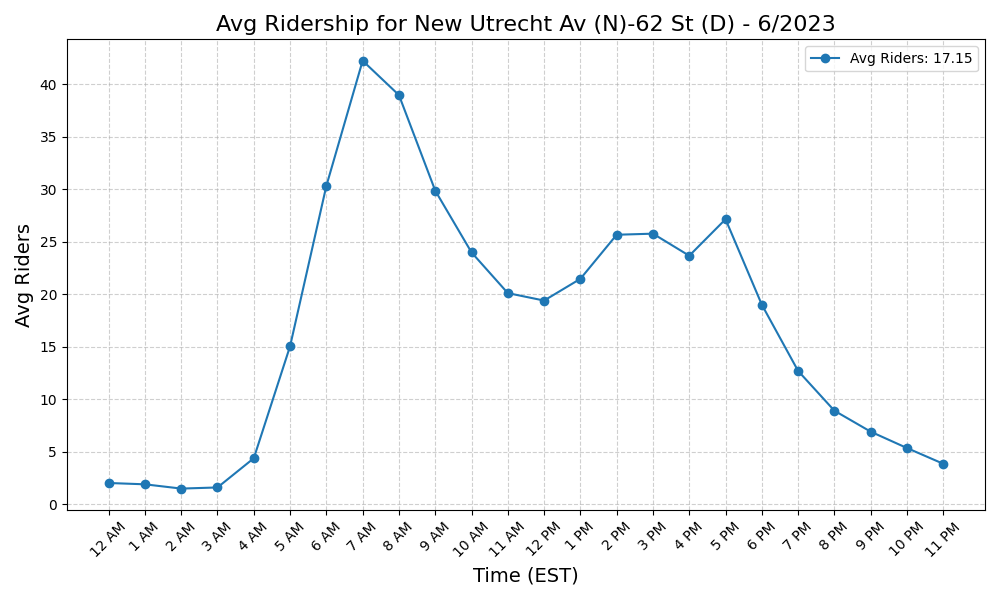 Avg Ridership for New Utrecht Av (N)-62 St (D) - 6/2023
Avg Riders: 17.15
Avg Riders
40
35
30
25
20
15
10
5
0
12 AM
1 AM
2 AM
3 AM
4 AM
5 AM
6 AM
7 AM
8 AM
9 AM
10 AM
11 AM
12 PM
1 PM
2 PM
3 PM
4 PM
5 PM
6 PM
7 PM
8 PM
9 PM
10 PM
11 PM
Time (EST)